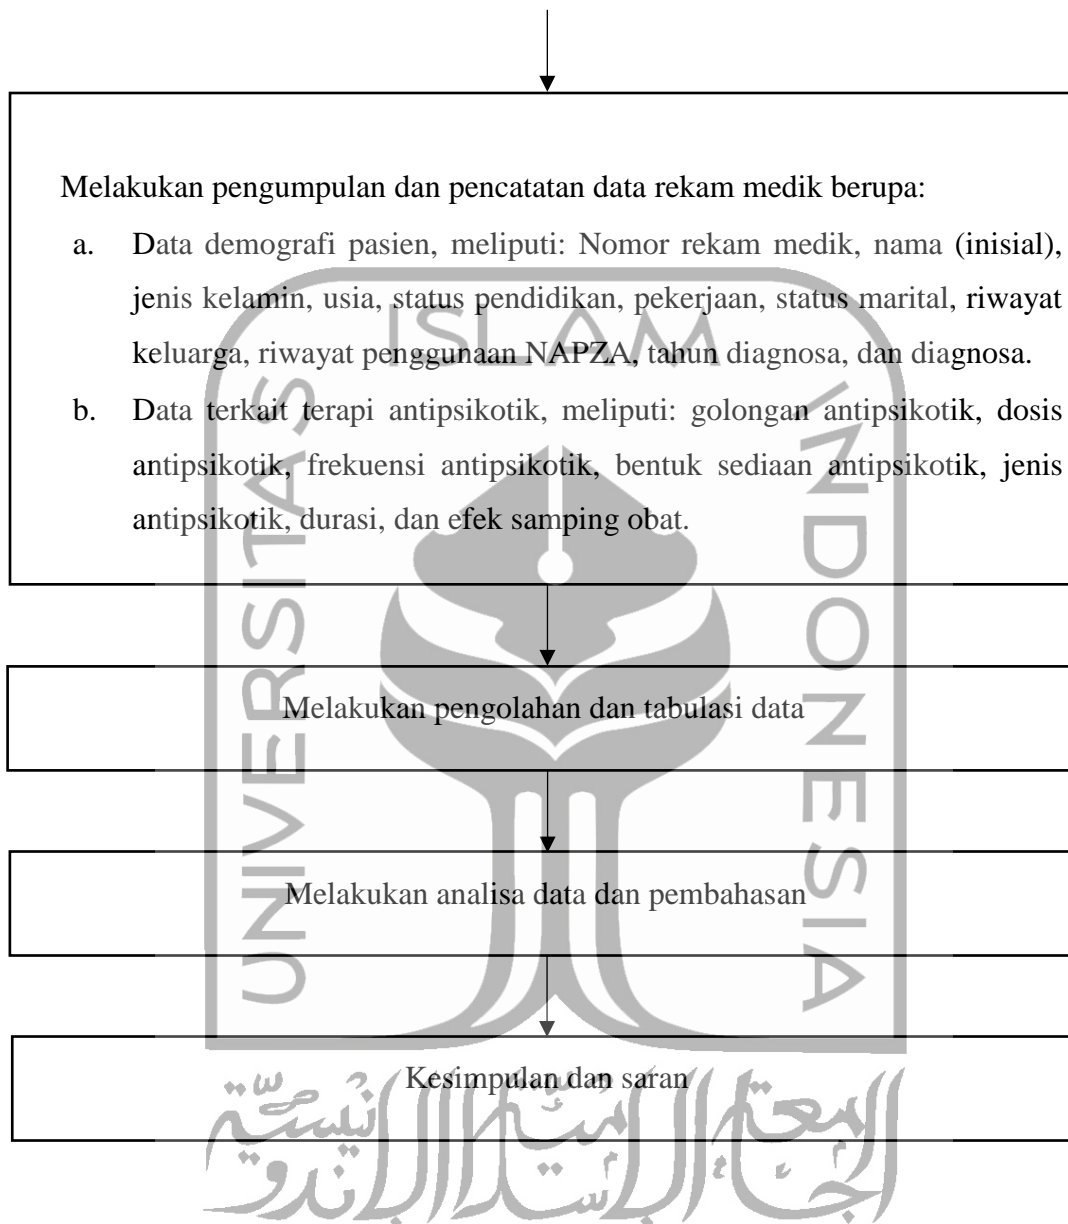 Melakukan pengumpulan dan pencatatan data rekam medik berupa:
a. Data demografi pasien, meliputi: Nomor rekam medik, nama (inisial),
jenis kelamin, usia, status pendidikan, pekerjaan, status marital, riwayat
keluarga, riwayat penggunaan NAPZA, tahun diagnosa, dan diagnosa.
b. Data terkait terapi antipsikotik, meliputi: golongan antipsikotik, dosis
antipsikotik, frekuensi antipsikotik, bentuk sediaan antipsikotik, jenis
antipsikotik, durasi, dan efek samping obat.
Melakukan pengolahan dan tabulasi data
Melakukan analisa data dan pembahasan
Kesimpulan dan saran
UNIVERSITAS
ISLAM
INDONESIA